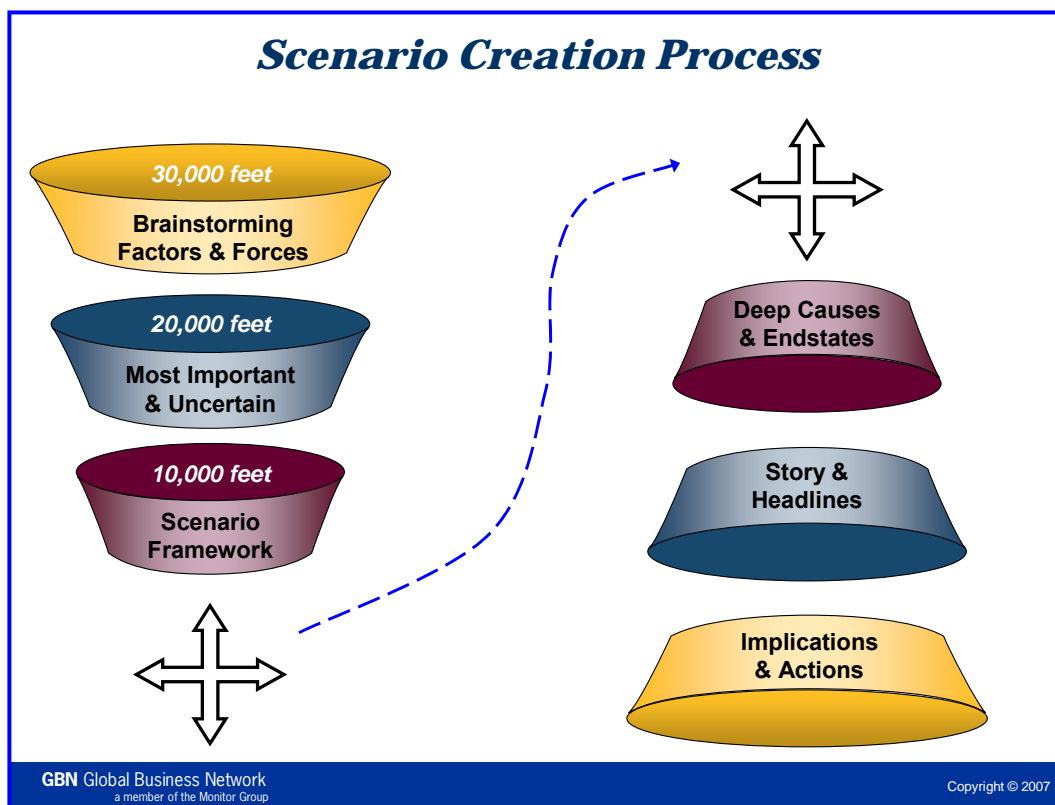 Scenario Creation Process
30,000 feet
Brainstorming
Factors & Forces
20,000 feet
Most Important
& Uncertain
10,000 feet
Scenario
Framework
Deep Causes
& Endstates
Story &
Headlines
Implications
& Actions
GBN Global Business Network
a member of the Monitor Group
Copyright © 2007